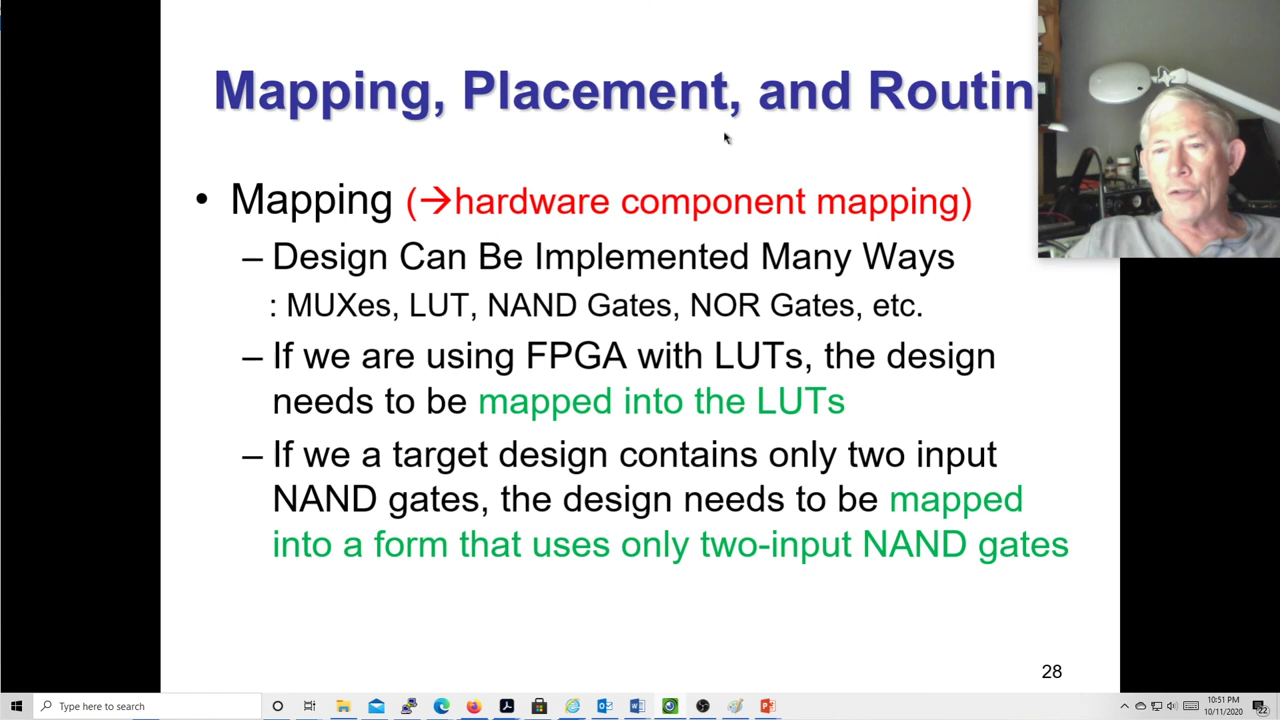 Mapping, Placement, and Routin
• Mapping (→hardware component mapping)
– Design Can Be Implemented Many Ways
: MUXes, LUT, NAND Gates, NOR Gates, etc.
– If we are using FPGA with LUTs, the design
needs to be mapped into the LUTs
– If we a target design contains only two input
NAND gates, the design needs to be mapped
into a form that uses only two-input NAND gates
28
Type here to search
10:51 PM
10/11/2020
22